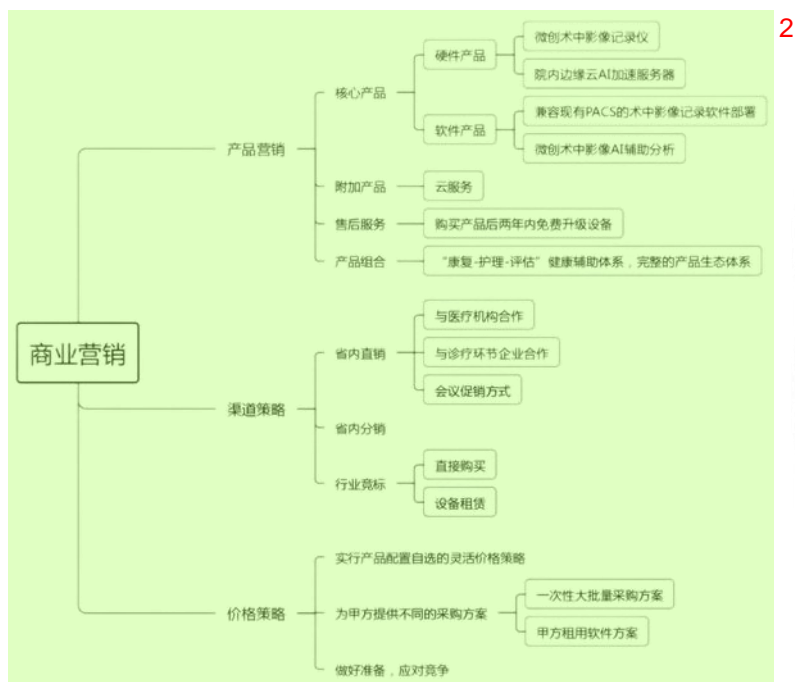 2
商业营销
产品营销
核心产品
硬件产品
微创术中影像记录仪
院内边缘云AI加速服务器
软件产品
兼容现有PACS的术中影像记录软件部署
微创术中影像AI辅助分析
附加产品
云服务
售后服务
购买产品后两年内免费升级设备
产品组合
“康复-护理-评估”健康辅助体系，完整的产品生态体系
渠道策略
省内直销
与医疗机构合作
与诊疗环节企业合作
会议促销方式
省内分销
行业竞标
直接购买
设备租赁
价格策略
实行产品配置自选的灵活价格策略
为甲方提供不同的采购方案
一次性大批量采购方案
甲方租用软件方案
做好准备，应对竞争